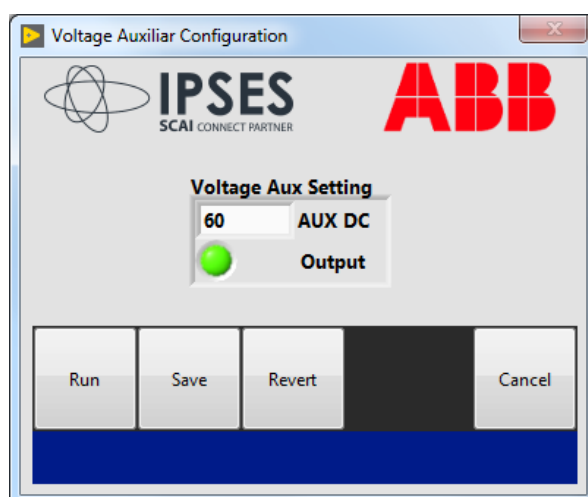 Voltage Auxiliar Configuration
IPSES
SCAI CONNECT PARTNER
ABB
Voltage Aux Setting
60 AUX DC
Output
Run Save Revert Cancel